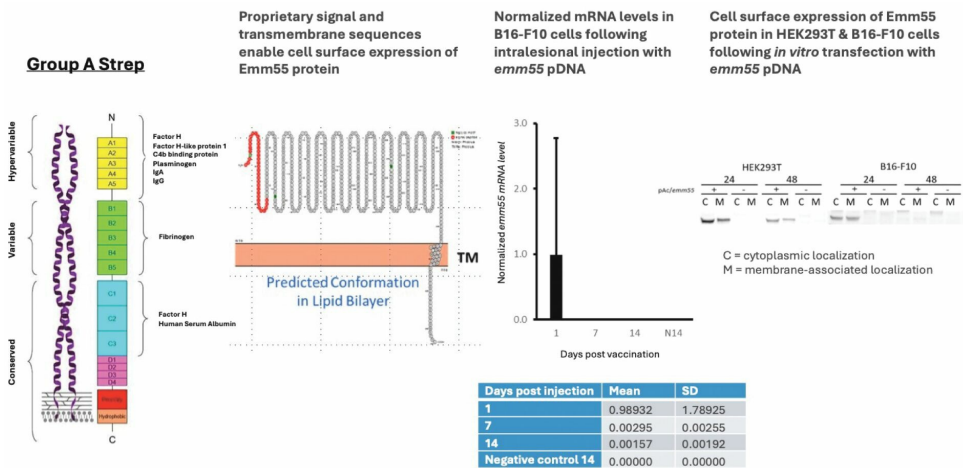 Group A Strep
Hypervariable
Variable
Conserved
N
A1
A2
A3
A4
A5
B1
B2
B3
B4
B5
C1
C2
C3
D1
D2
D3
D4
Hydrophobic
C
Factor H
Factor H-like protein 1
C4b binding protein
Plasminogen
IgA
IgG
Fibrinogen
Factor H
Human Serum Albumin
Proprietary signal and
transmembrane sequences
enable cell surface expression of
Emm55 protein
TM
Predicted Conformation
in Lipid Bilayer
Normalized mRNA levels in
B16-F10 cells following
intralesional injection with
emm55 pDNA
Normalized emm55 mRNA level
3.0
2.0
1.0
0.0
1 7 14 N14
Days post vaccination
Days post injection Mean SD
1 0.98932 1.78925
7 0.00295 0.00255
14 0.00157 0.00192
Negative control 14 0.00000 0.00000
Cell surface expression of Emm55
protein in HEK293T & B16-F10 cells
following in vitro transfection with
emm55 pDNA
HEK293T B16-F10
24 48 24 48
pAc/emm55 + - + - + - + -
C M C M C M C M C M C M C M C M
C = cytoplasmic localization
M = membrane-associated localization